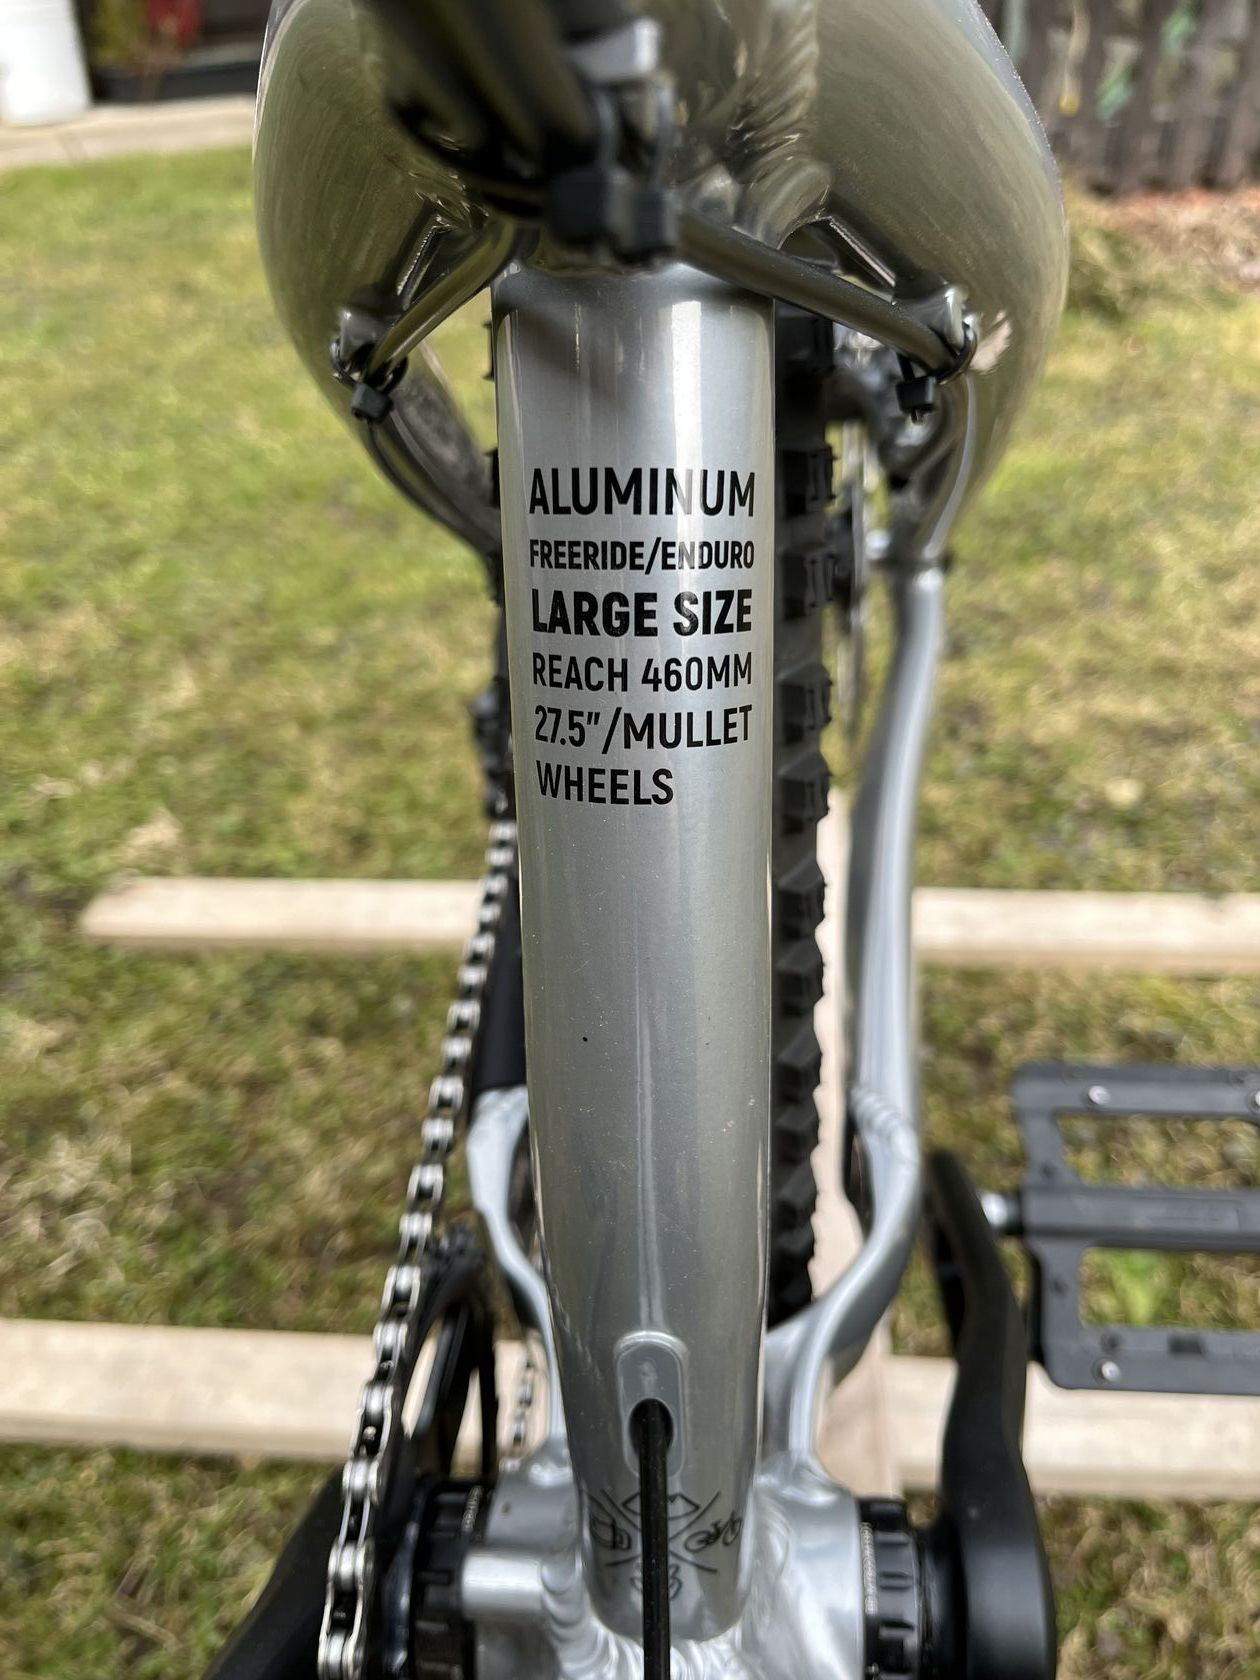 ALUMINUM
FREERIDE/ENDURO
LARGE SIZE
REACH 460MM
27.5"/MULLET
WHEELS